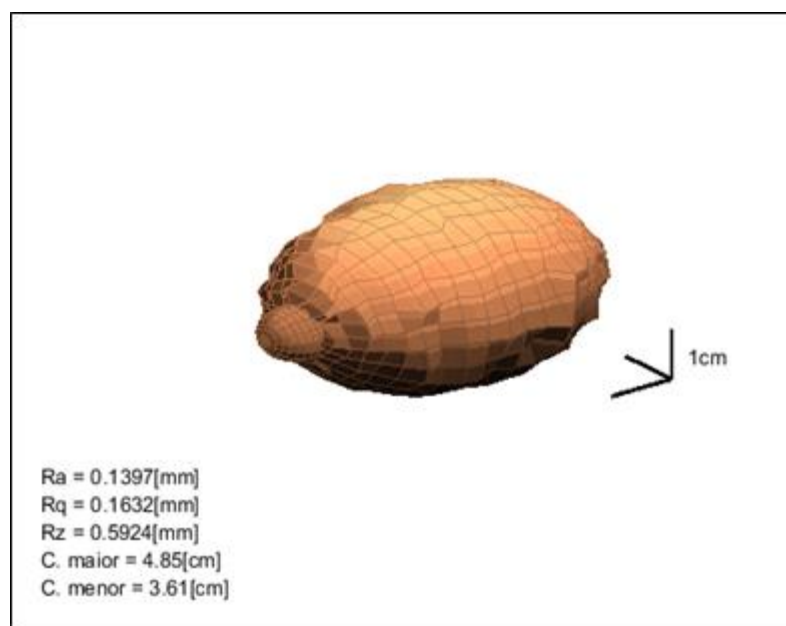 1cm
Ra = 0.1397[mm]
Rq = 0.1632[mm]
Rz = 0.5924[mm]
C. maior = 4.85[cm]
C. menor = 3.61[cm]